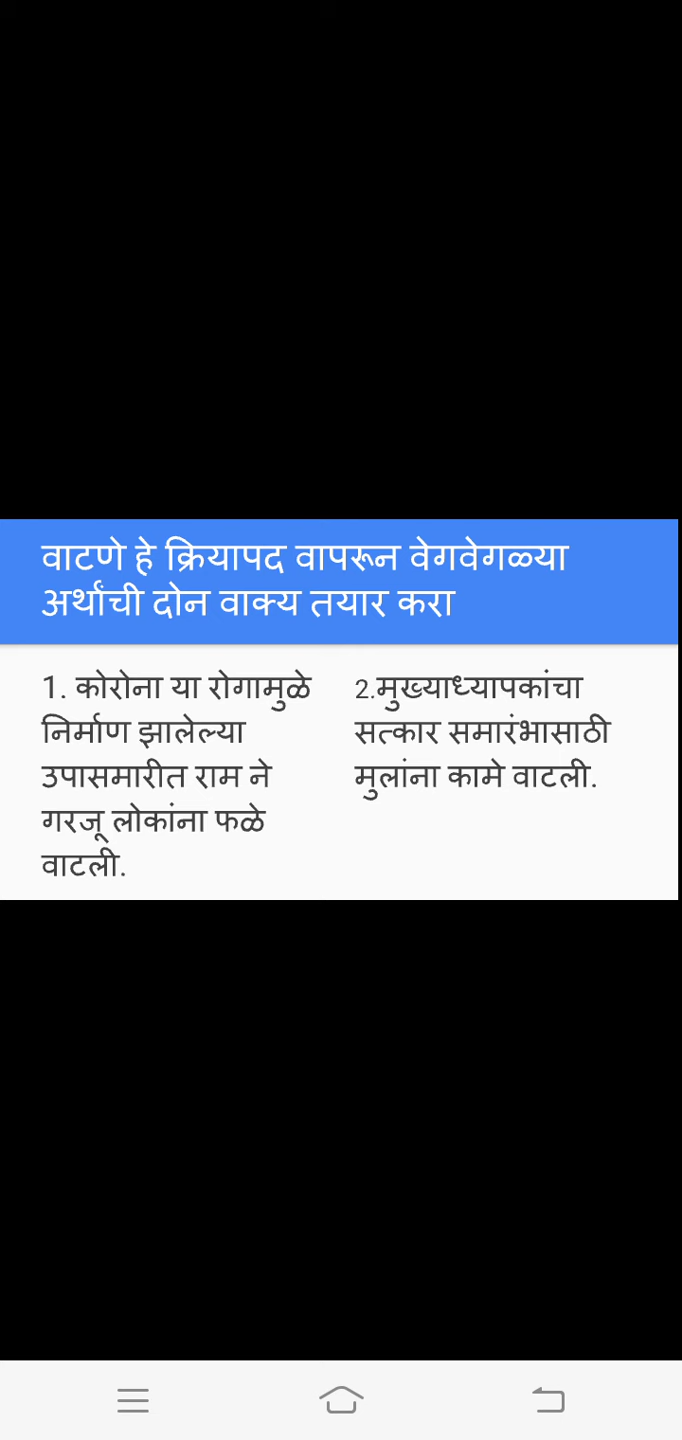 वाटणे हे क्रियापद वापरून वेगवेगळ्या
अर्थांची दोन वाक्य तयार करा
1. कोरोना या रोगामुळे
निर्माण झालेल्या
उपासमारीत राम ने
गरजू लोकांना फळे
वाटली.
2.मुख्याध्यापकांचा
सत्कार समारंभासाठी
मुलांना कामे वाटली.